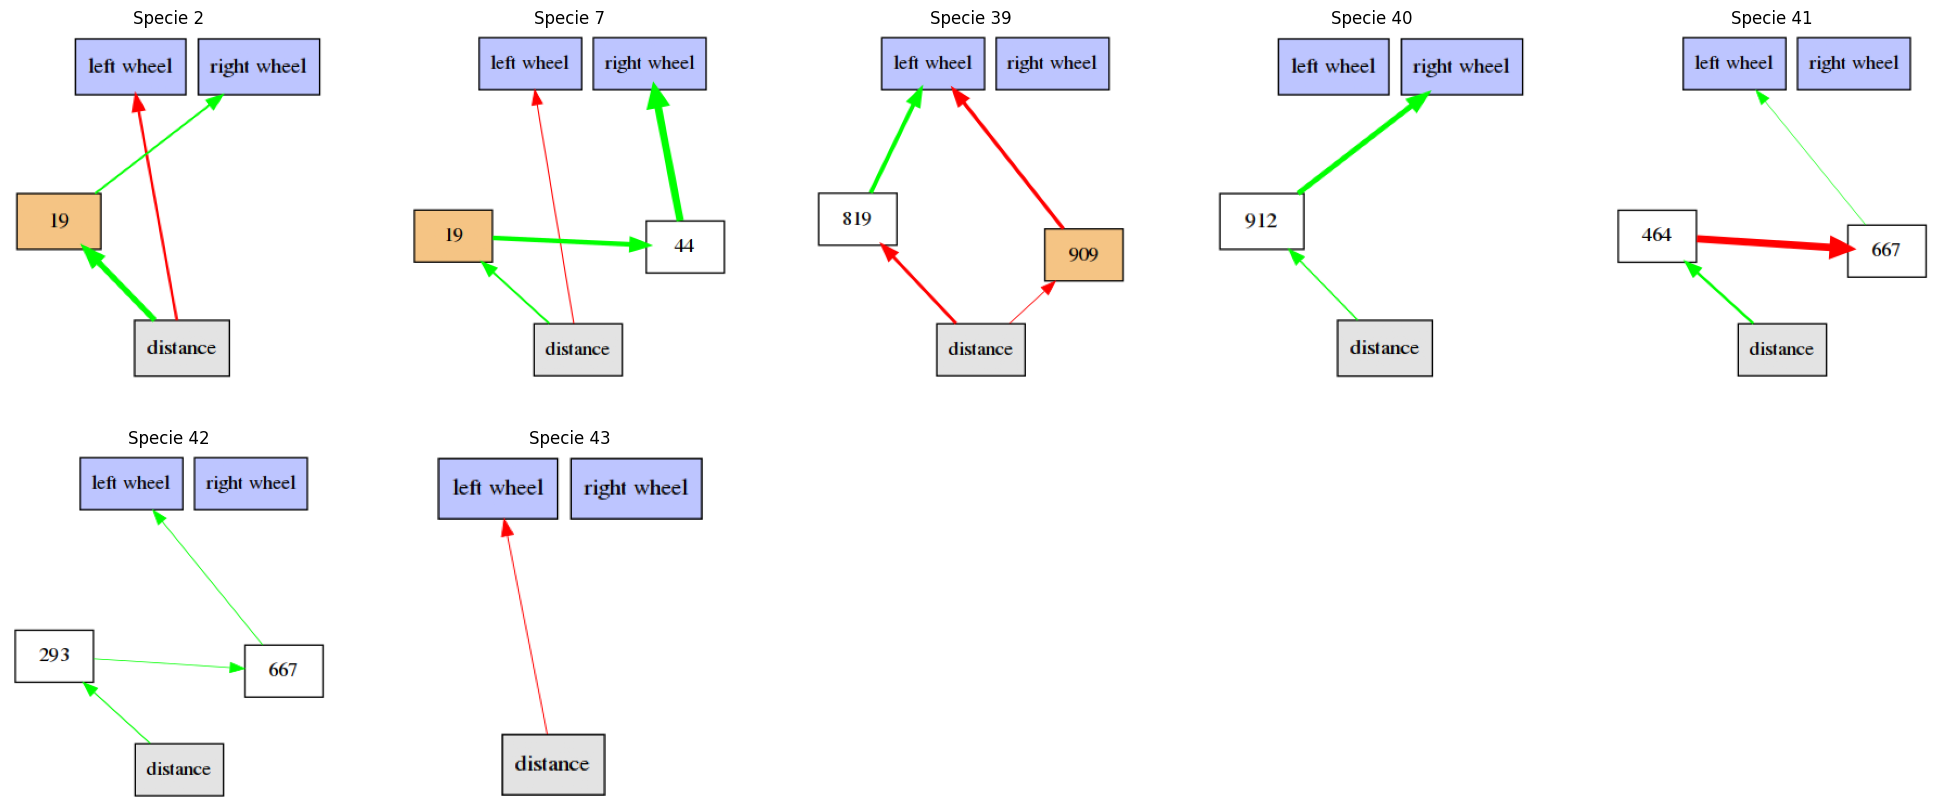 Specie 2
left wheel
right wheel
19
distance
Specie 7
left wheel
right wheel
19
44
distance
Specie 39
left wheel
right wheel
819
909
distance
Specie 40
left wheel
right wheel
912
distance
Specie 41
left wheel
right wheel
464
667
distance
Specie 42
left wheel
right wheel
293
667
distance
Specie 43
left wheel
right wheel
distance